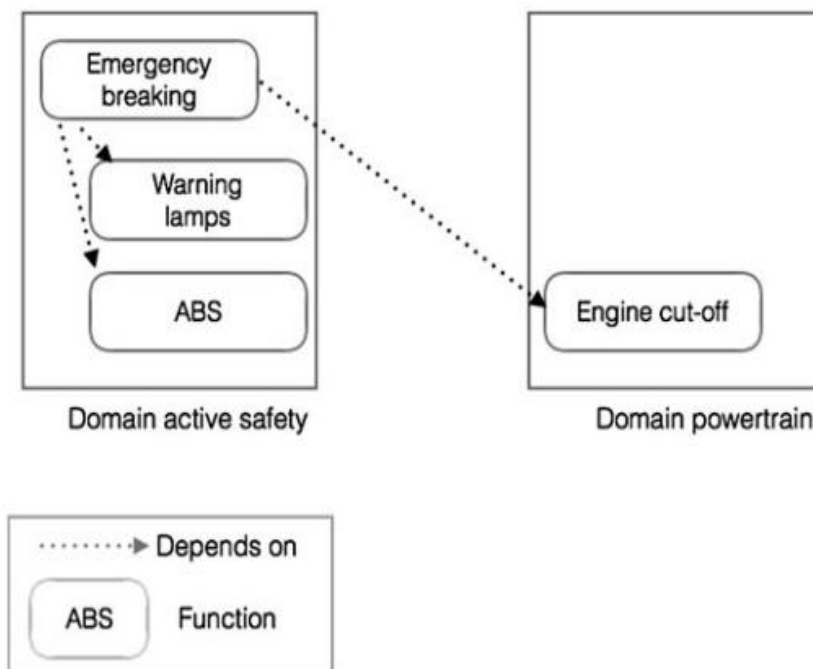 Emergency
breaking
Warning
lamps
ABS
Engine cut-off
Domain active safety
Domain powertrain
Depends on
ABS
Function